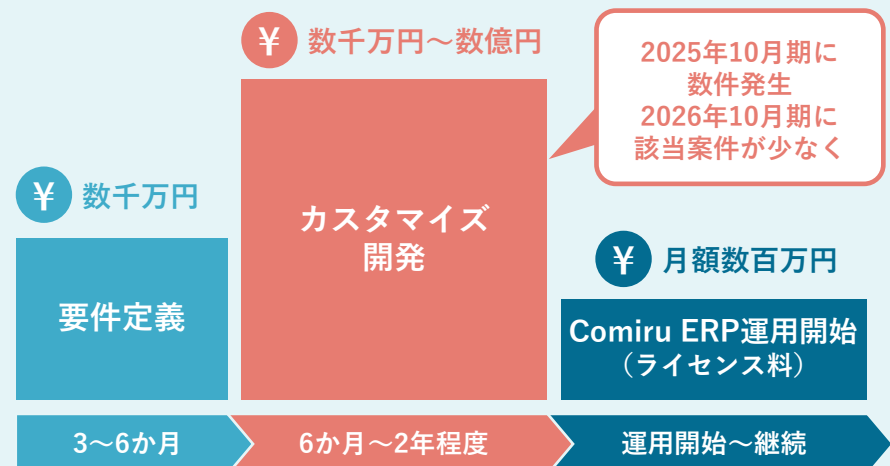 ¥ 数千万円～数億円
2025年10月期に
数件発生
2026年10月期に
該当案件が少なく
¥ 数千万円
カスタマイズ
開発
¥ 月額数百万円
要件定義
Comiru ERP運用開始
（ライセンス料）
3～6か月
6か月～2年程度
運用開始～継続